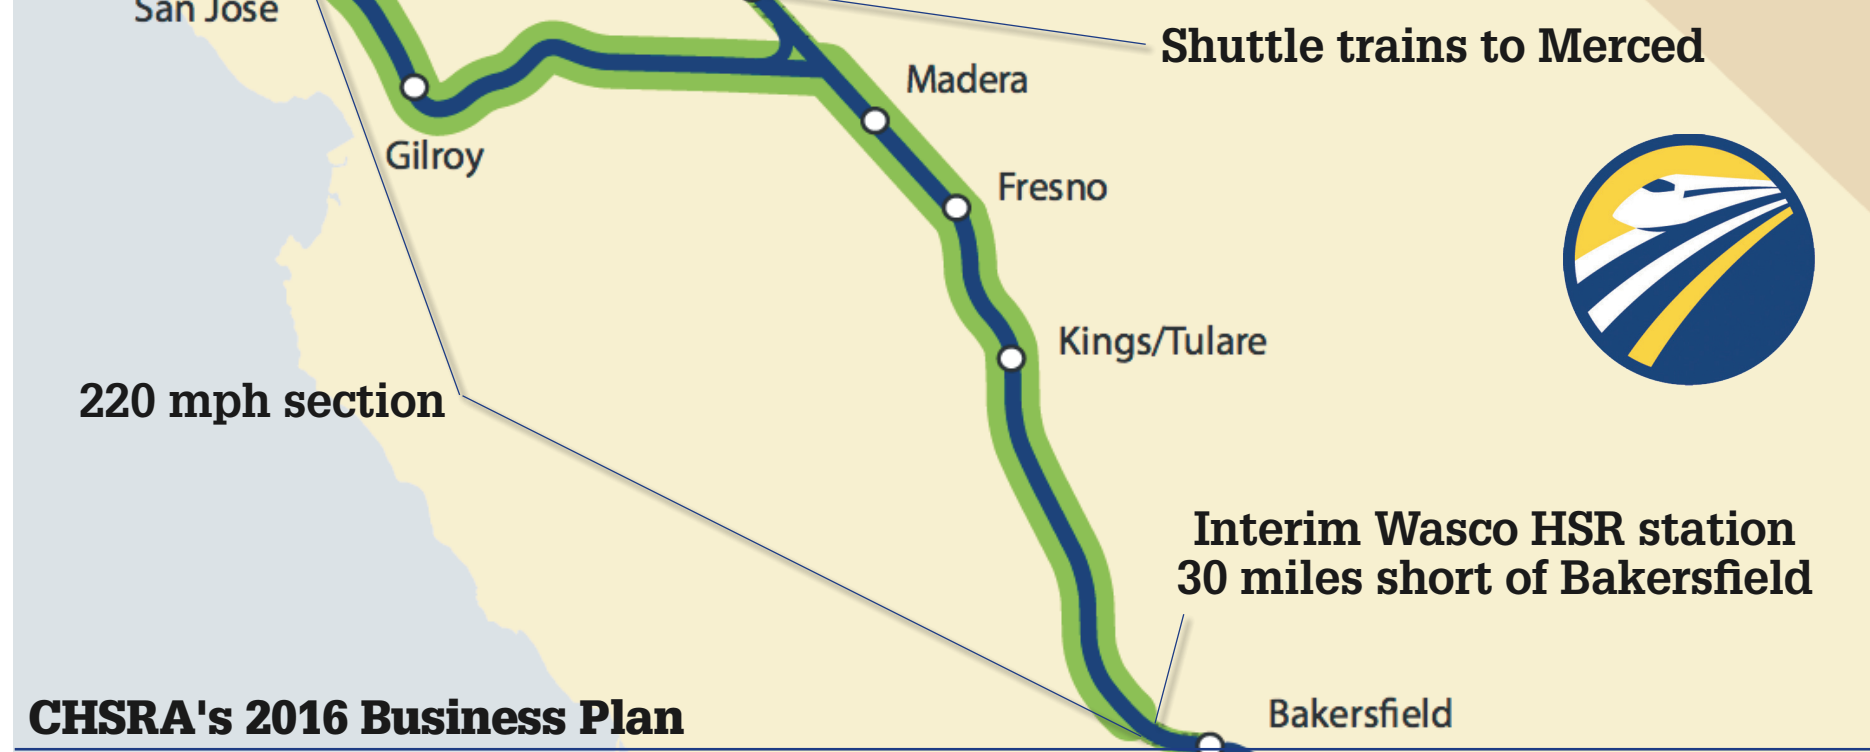 San Jose
Shuttle trains to Merced
Madera
Gilroy
Fresno
Kings/Tulare
220 mph section
Interim Wasco HSR station
30 miles short of Bakersfield
CHSRA's 2016 Business Plan
Bakersfield